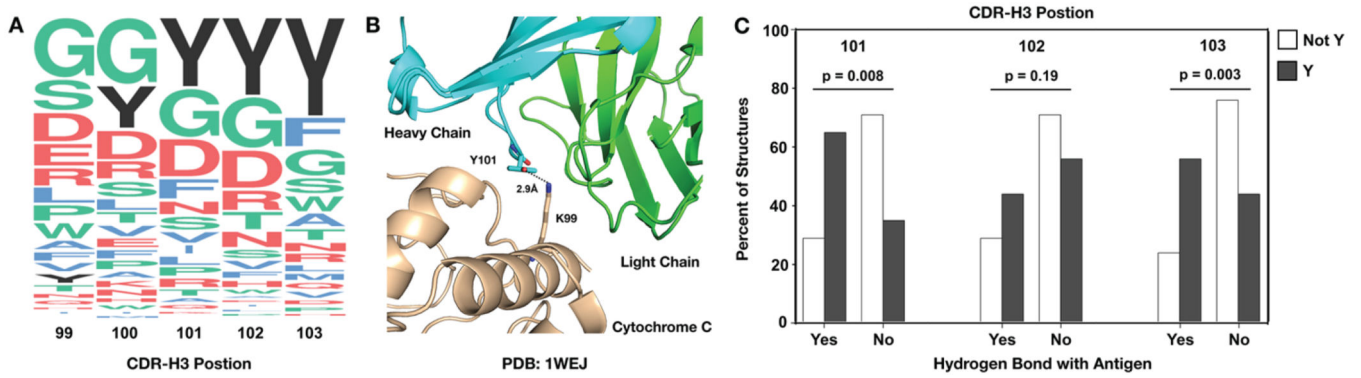 A
G G Y Y Y
S Y G G F
D D D D G
E R F R S
R S N T W
L L S N A
P T Y S T
W V I V N
99 100 101 102 103
CDR-H3 Postion
B
Heavy Chain
Y101
2.9Å
K99
Light Chain
Cytochrome C
PDB: 1WEJ
C
CDR-H3 Postion
101 102 103
p = 0.008 p = 0.19 p = 0.003
Not Y
Y
Percent of Structures
100
80
60
40
20
0
Yes No Yes No Yes No
Hydrogen Bond with Antigen